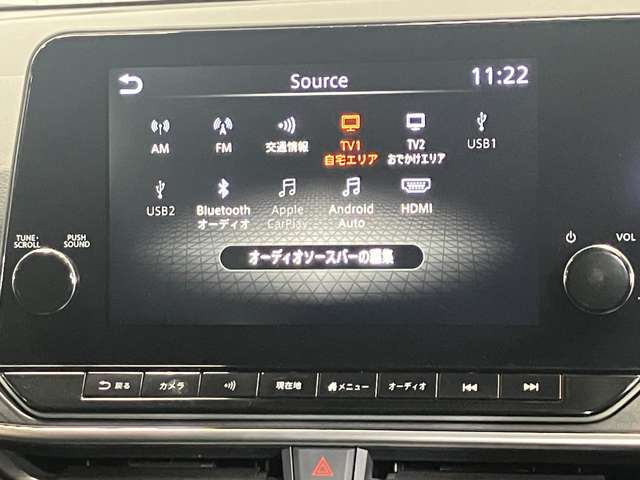 Source
11:22
AM
FM
交通情報
TV1
自宅エリア
TV2
おでかけエリア
USB1
USB2
Bluetooth
オーディオ
Apple
CarPlay
Android
Auto
HDMI
オーディオソースバーの編集
TUNE·
SCROLL
PUSH
SOUND
VOL
戻る
カメラ
現在地
メニュー
オーディオ